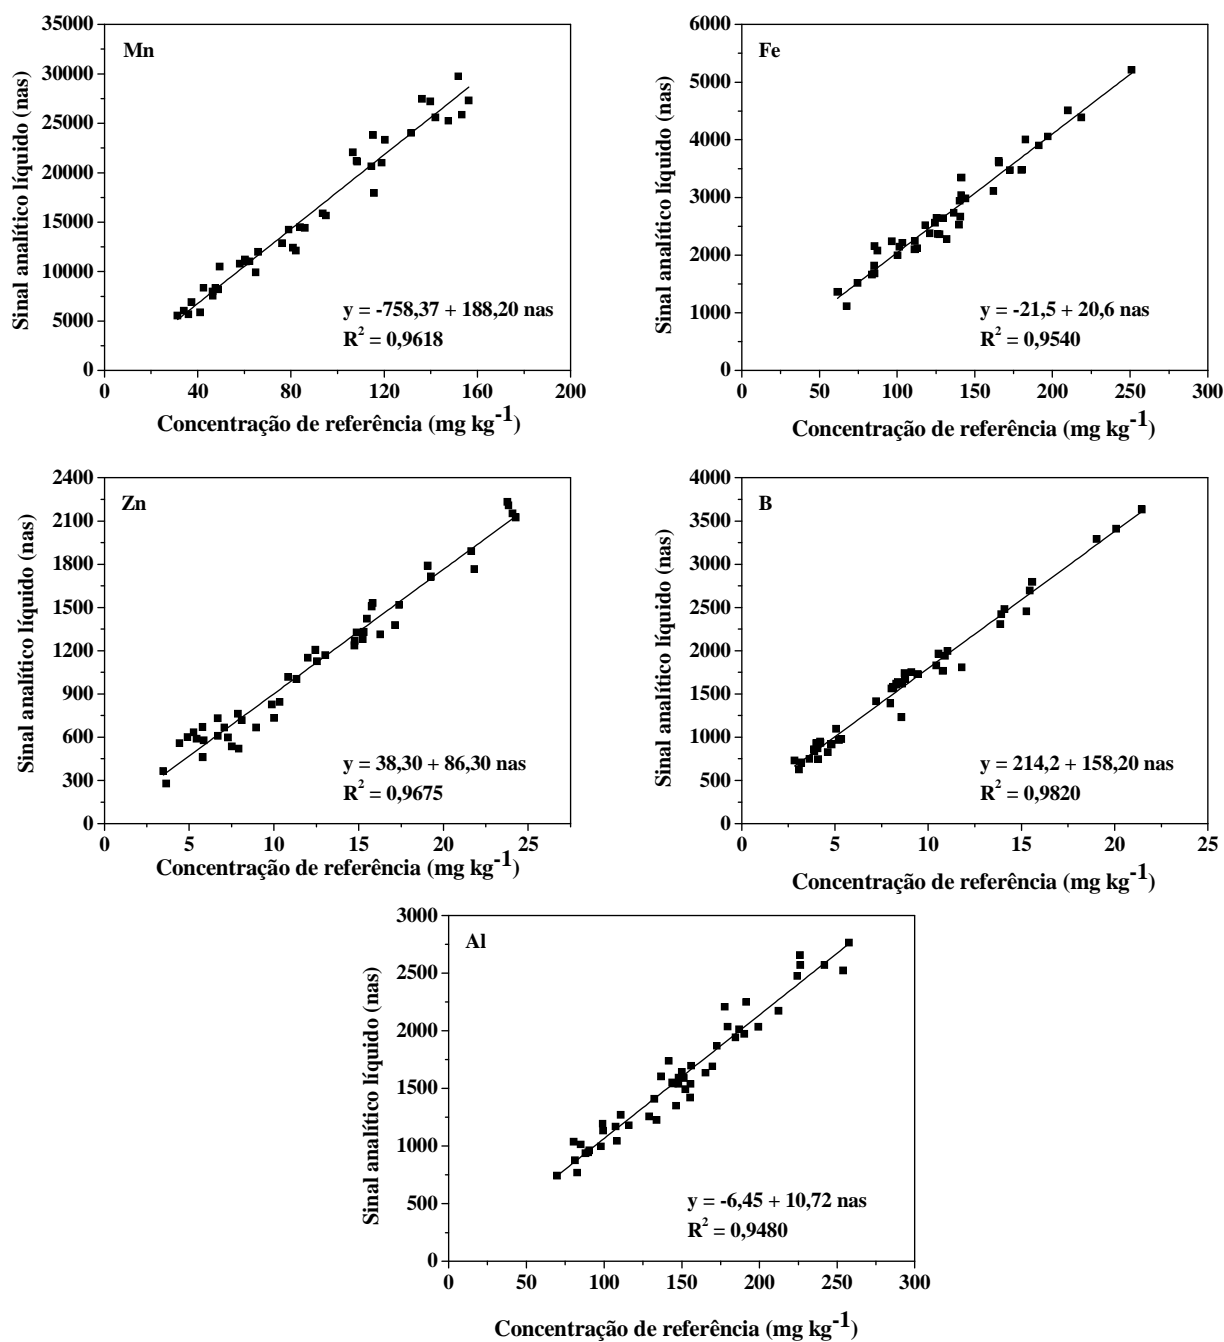 Mn
Sinal analítico líquido (nas)
35000
30000
25000
20000
15000
10000
5000
0
y = -758,37 + 188,20 nas
R² = 0,9618
40 80 120 160 200
Concentração de referência (mg kg⁻¹)
Fe
Sinal analítico líquido (nas)
6000
5000
4000
3000
2000
1000
0
y = -21,5 + 20,6 nas
R² = 0,9540
0 50 100 150 200 250 300
Concentração de referência (mg kg⁻¹)
Zn
Sinal analítico líquido (nas)
2400
2100
1800
1500
1200
900
600
300
0
y = 38,30 + 86,30 nas
R² = 0,9675
5 10 15 20 25
Concentração de referência (mg kg⁻¹)
B
Sinal analítico líquido (nas)
4000
3500
3000
2500
2000
1500
1000
500
0
y = 214,2 + 158,20 nas
R² = 0,9820
0 5 10 15 20 25
Concentração de referência (mg kg⁻¹)
Al
Sinal analítico líquido (nas)
3000
2500
2000
1500
1000
500
0
y = -6,45 + 10,72 nas
R² = 0,9480
0 50 100 150 200 250 300
Concentração de referência (mg kg⁻¹)